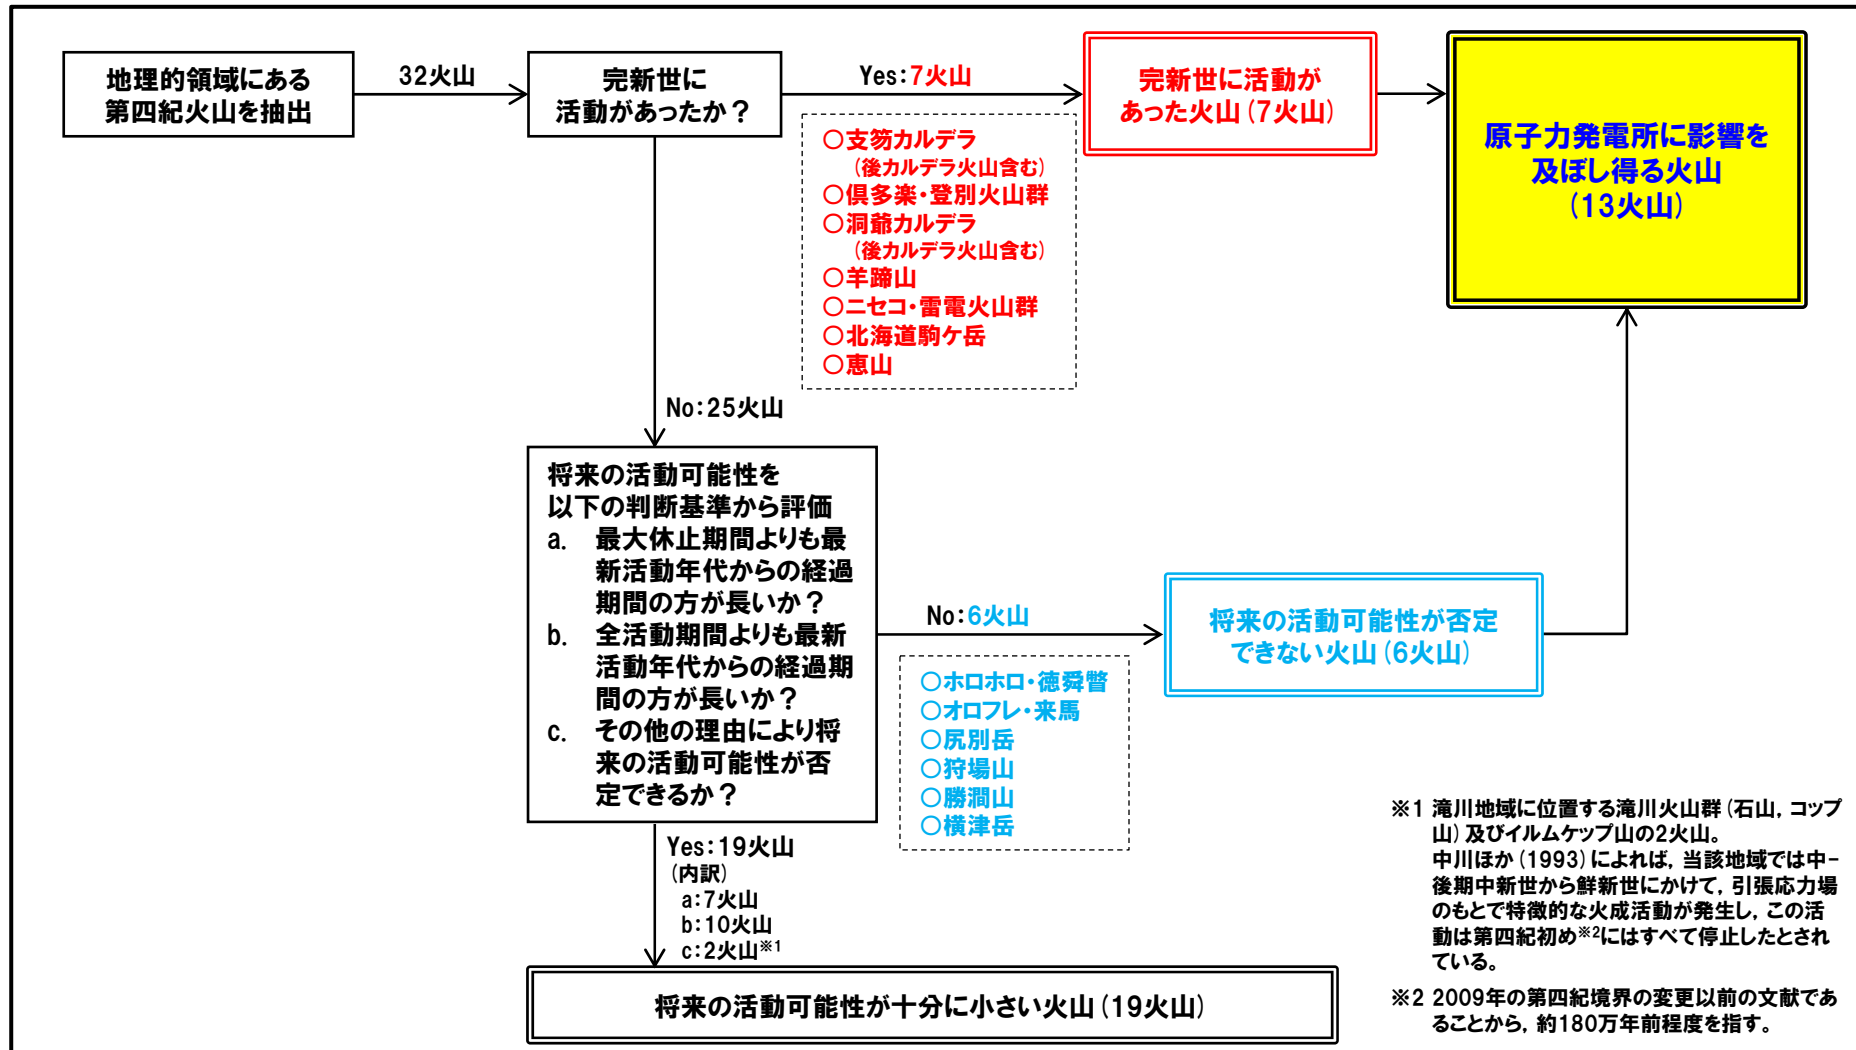 地理的領域にある
第四紀火山を抽出
32火山
完新世に
活動があったか？
Yes：7火山
完新世に活動が
あった火山（7火山）
原子力発電所に影響を
及ぼし得る火山
（13火山）
○支笏カルデラ
（後カルデラ火山含む）
○倶多楽・登別火山群
○洞爺カルデラ
（後カルデラ火山含む）
○羊蹄山
○ニセコ・雷電火山群
○北海道駒ケ岳
○恵山
No：25火山
将来の活動可能性を
以下の判断基準から評価
a. 最大休止期間よりも最
新活動年代からの経過
期間の方が長いか？
b. 全活動期間よりも最新
活動年代からの経過期
間の方が長いか？
c. その他の理由により将
来の活動可能性が否
定できるか？
No：6火山
将来の活動可能性が否定
できない火山（6火山）
○ホロホロ・徳舜瞥
○オロフレ・来馬
○尻別岳
○狩場山
○勝澗山
○横津岳
Yes：19火山
（内訳）
a：7火山
b：10火山
c：2火山※1
将来の活動可能性が十分に小さい火山（19火山）
※1 滝川地域に位置する滝川火山群（石山，コップ
山）及びイルムケップ山の2火山。
中川ほか（1993）によれば，当該地域では中－
後期中新世から鮮新世にかけて，引張応力場
のもとで特徴的な火成活動が発生し，この活
動は第四紀初め※2にはすべて停止したとされ
ている。
※2 2009年の第四紀境界の変更以前の文献であ
ることから，約180万年前程度を指す。